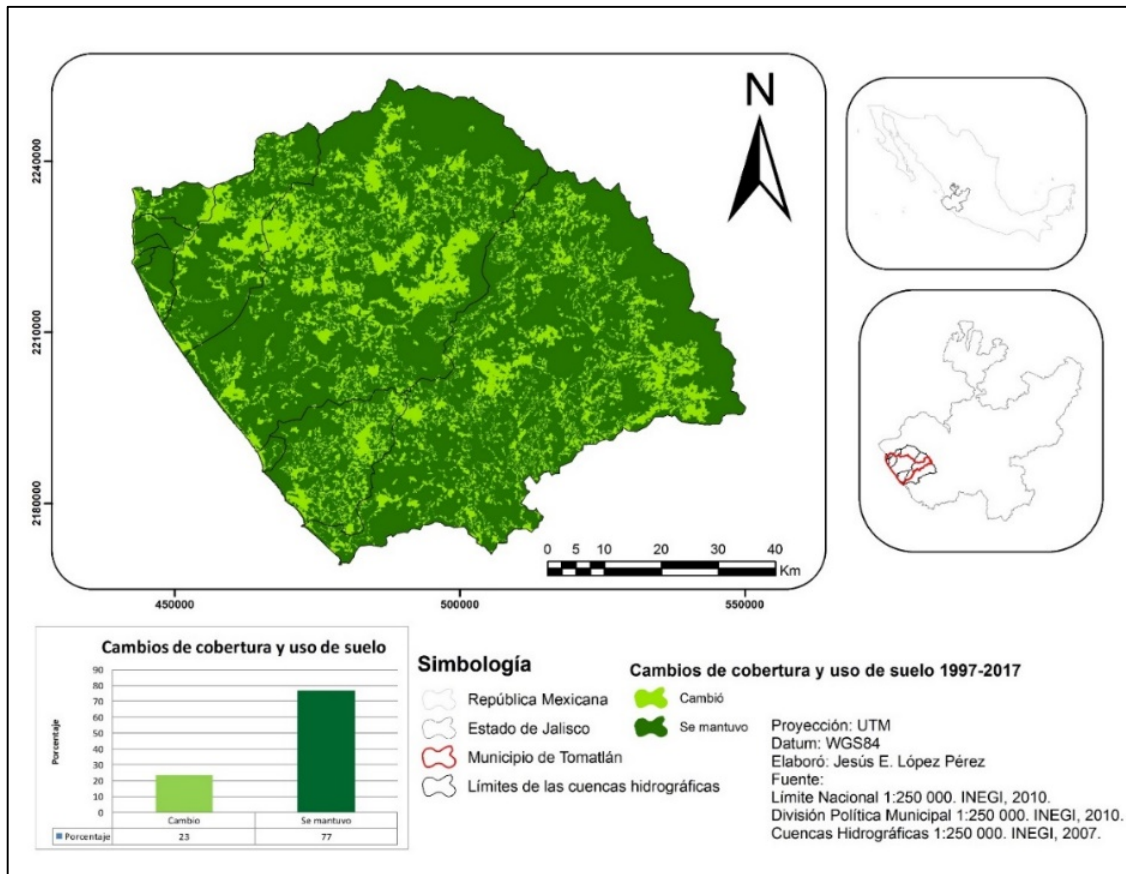 N
2240000
2210000
2180000
0 5 10 20 30 40
Km
450000 500000 550000
Cambios de cobertura y uso de suelo
Porcentaje
90
80
70
60
50
40
30
20
10
0
Cambio Se mantuvo
Porcentaje 23 77
Simbología
República Mexicana
Estado de Jalisco
Municipio de Tomatlán
Límites de las cuencas hidrográficas
Cambios de cobertura y uso de suelo 1997-2017
Cambió
Se mantuvo
Proyección: UTM
Datum: WGS84
Elaboró: Jesús E. López Pérez
Fuente:
Límite Nacional 1:250 000. INEGI, 2010.
División Política Municipal 1:250 000. INEGI, 2010.
Cuencas Hidrográficas 1:250 000. INEGI, 2007.